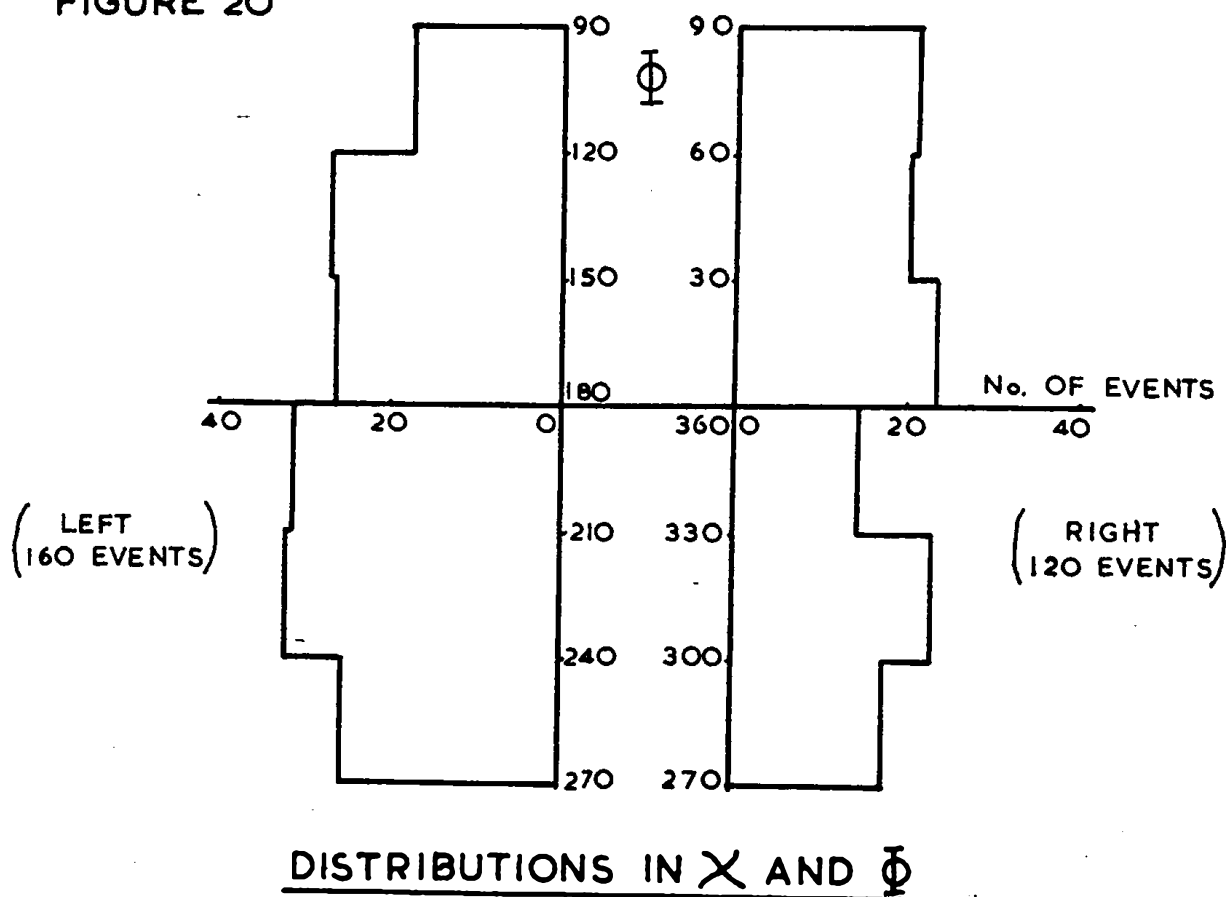 FIGURE 20
90 90
Φ
120 60
150 30
180
No. OF EVENTS
40 20 0 360 0 20 40
(LEFT 210 330 (RIGHT
160 EVENTS) 120 EVENTS)
240 300
270 270
DISTRIBUTIONS IN X AND Φ